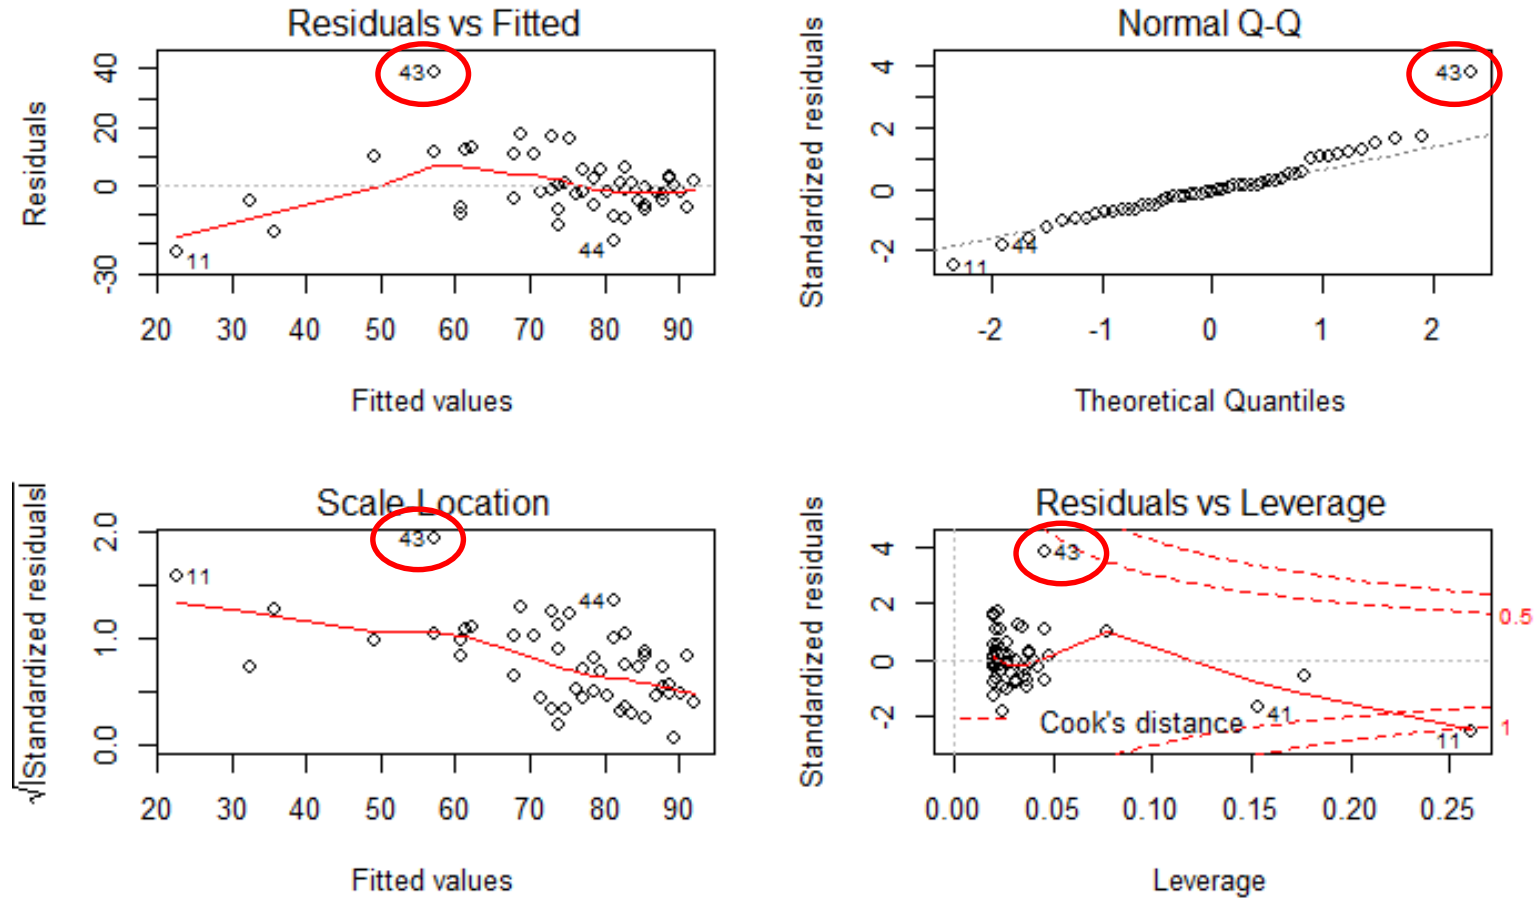 Residuals vs Fitted
Residuals
40
20
0
-30
43
44
11
20 30 40 50 60 70 80 90
Fitted values
Normal Q-Q
Standardized residuals
4
2
0
-2
43
44
11
-2 -1 0 1 2
Theoretical Quantiles
Scale-Location
√|Standardized residuals|
2.0
1.0
0.0
43
11
44
20 30 40 50 60 70 80 90
Fitted values
Residuals vs Leverage
Standardized residuals
4
2
0
-2
43
0.5
41
1
Cook's distance
11
0.00 0.05 0.10 0.15 0.20 0.25
Leverage